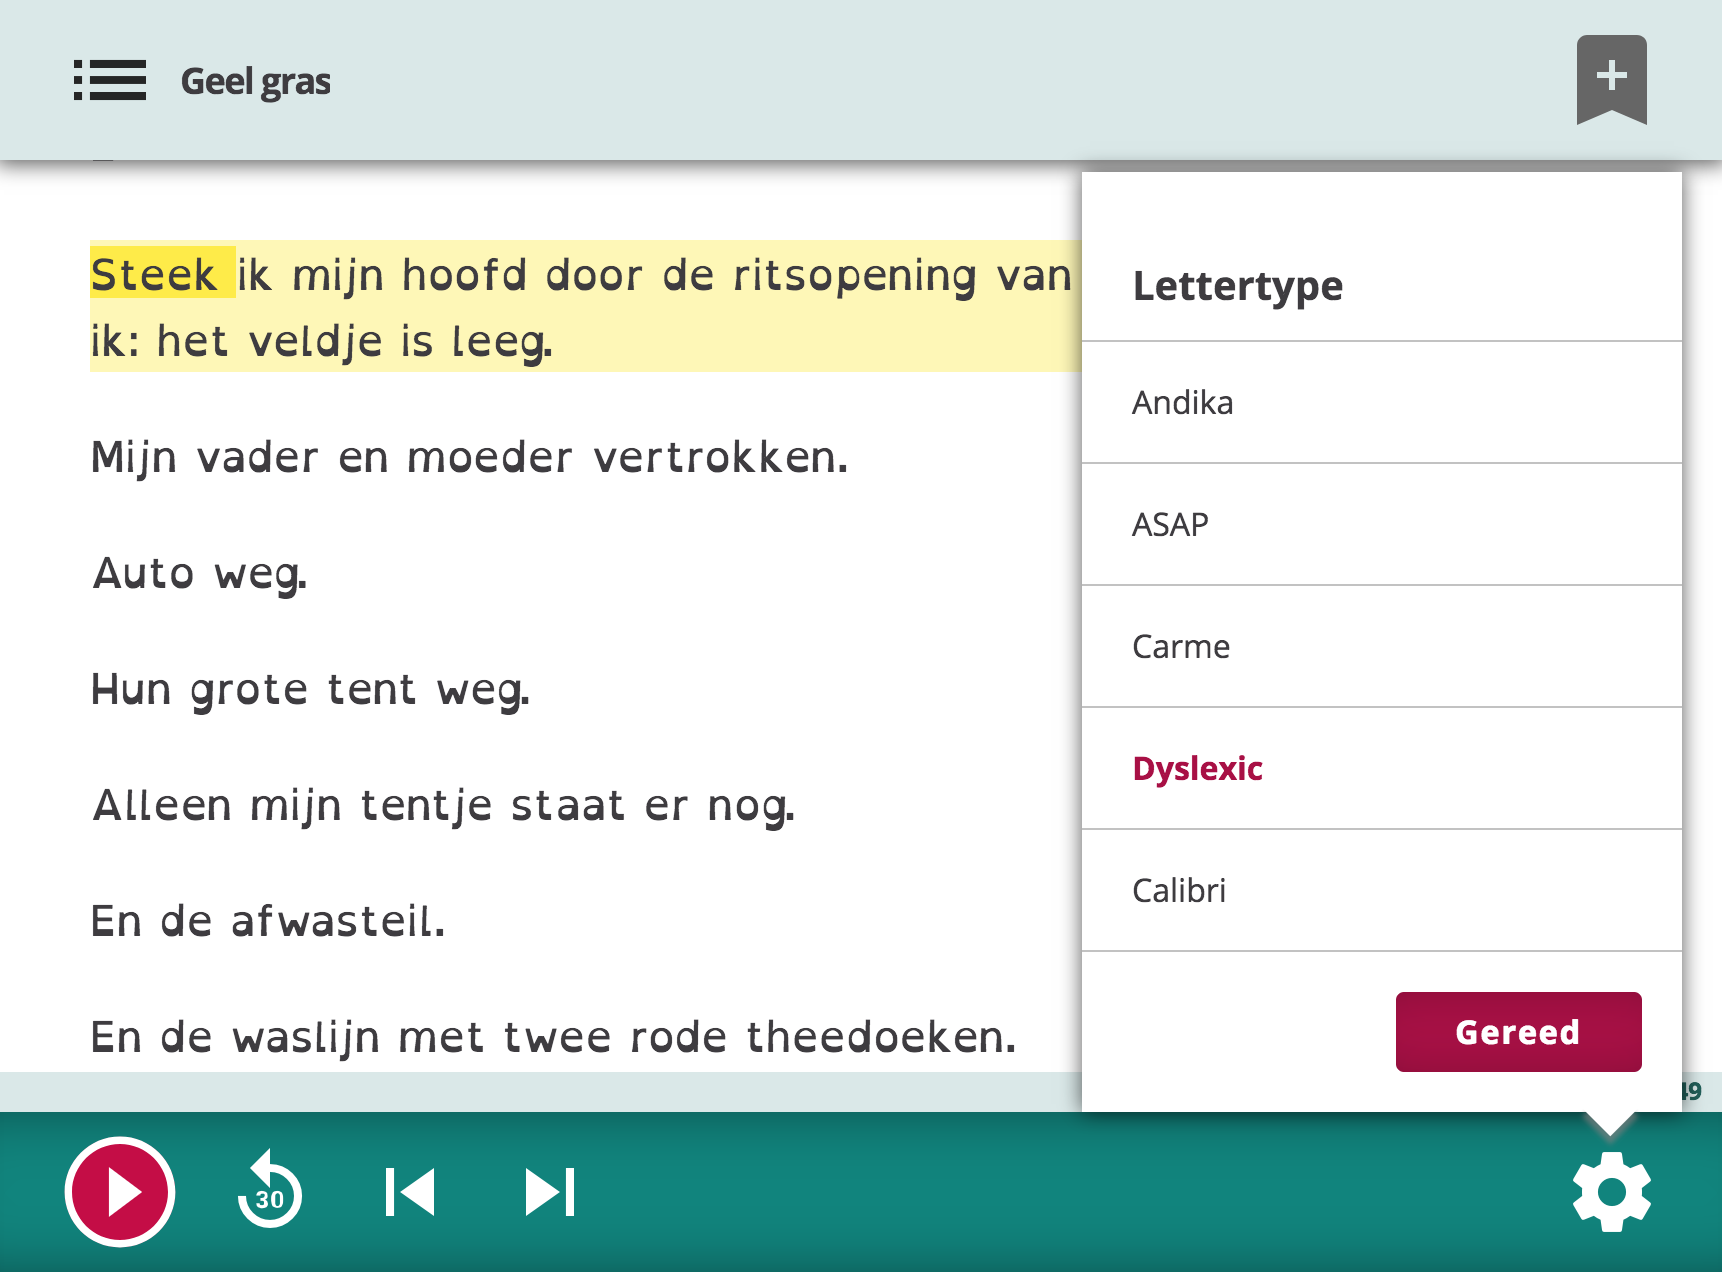 Geel gras
Steek ik mijn hoofd door de ritsopening van
ik: het veldje is leeg.
Mijn vader en moeder vertrokken.
Auto weg.
Hun grote tent weg.
Alleen mijn tentje staat er nog.
En de afwasteil.
En de waslijn met twee rode theedoeken.
Lettertype
Andika
ASAP
Carme
Dyslexic
Calibri
Gereed
49
30